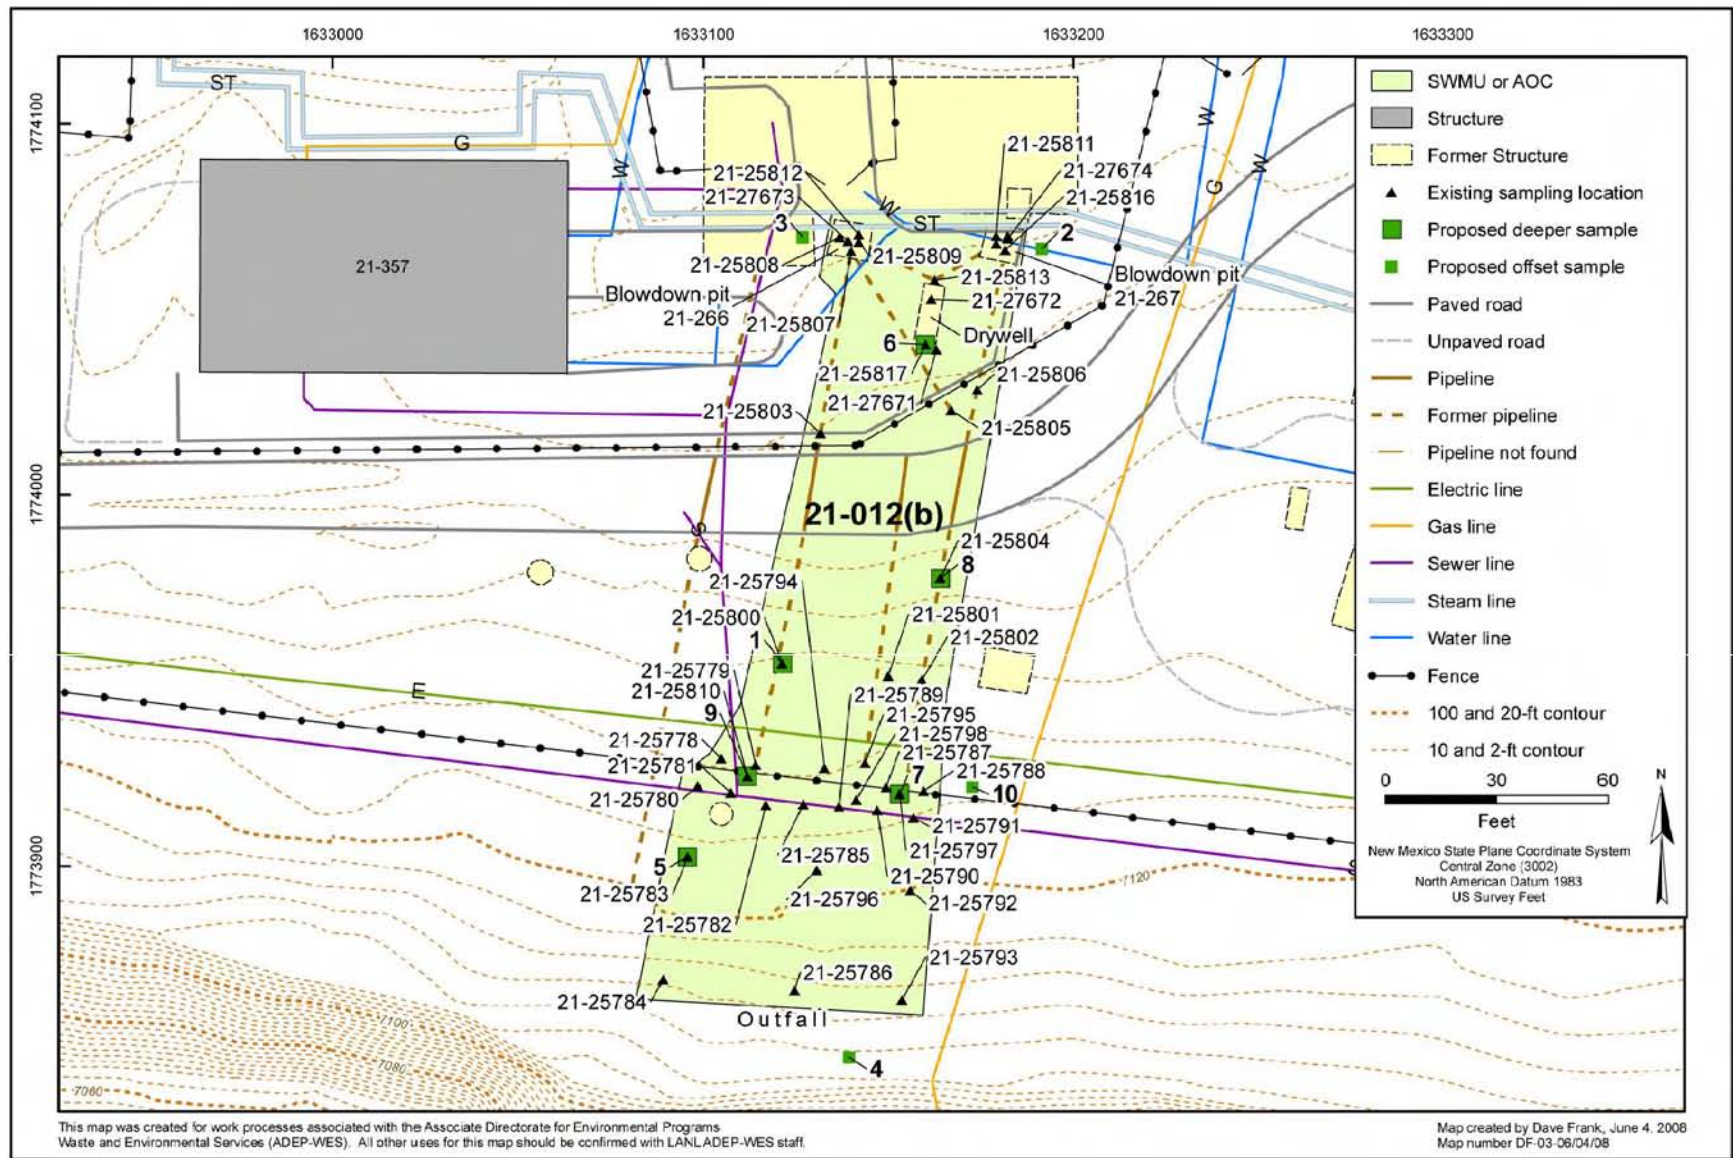 1633000
1633100
1633200
1633300
1774100
1774000
1773900
ST
G
W
W
W
G
W
21-25811
21-27674
21-25816
21-25812
21-27673
3
W
ST
2
21-357
21-25808
21-25809
21-25813
Blowdown pit
21-266
21-25807
21-27672
Blowdown pit
21-267
Drywell
6
21-25817
21-25806
21-27671
21-25803
21-25805
21-012(b)
S
21-25804
8
21-25794
21-25800
1
21-25801
21-25802
21-25779
21-25810
9
E
21-25789
21-25795
21-25798
21-25787
21-25778
21-25781
7
21-25788
21-25780
10
21-25791
5
21-25785
21-25797
21-25783
21-25790
7120
21-25796
21-25792
21-25782
21-25793
21-25786
21-25784
Outfall
7100
7080
7060
4
SWMU or AOC
Structure
Former Structure
Existing sampling location
Proposed deeper sample
Proposed offset sample
Paved road
Unpaved road
Pipeline
Former pipeline
Pipeline not found
Electric line
Gas line
Sewer line
Steam line
Water line
Fence
100 and 20-ft contour
10 and 2-ft contour
0 30 60
Feet
N
New Mexico State Plane Coordinate System
Central Zone (3002)
North American Datum 1983
US Survey Feet
This map was created for work processes associated with the Associate Directorate for Environmental Programs
Waste and Environmental Services (ADEP-WES). All other uses for this map should be confirmed with LANL ADEP-WES staff.
Map created by Dave Frank, June 4, 2008
Map number DF-03-06/04/08